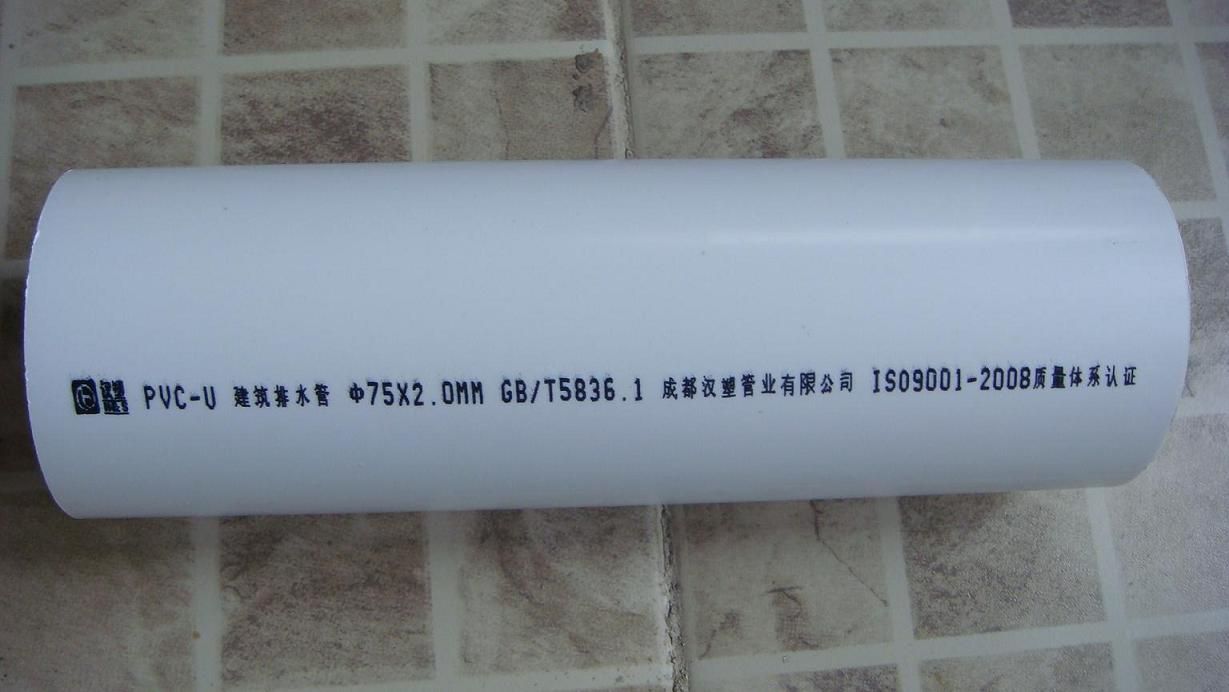 PVC-U 建筑排水管 Φ75X2.0MM GB/T5836.1 成都汉塑管业有限公司 ISO9001-2008质量体系认证